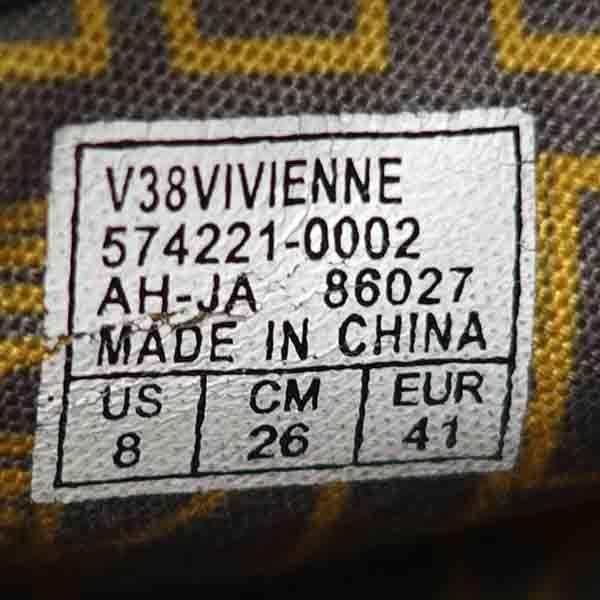 V38VIVIENNE
574221-0002
AH-JA 86027
MADE IN CHINA
US CM EUR
8 26 41